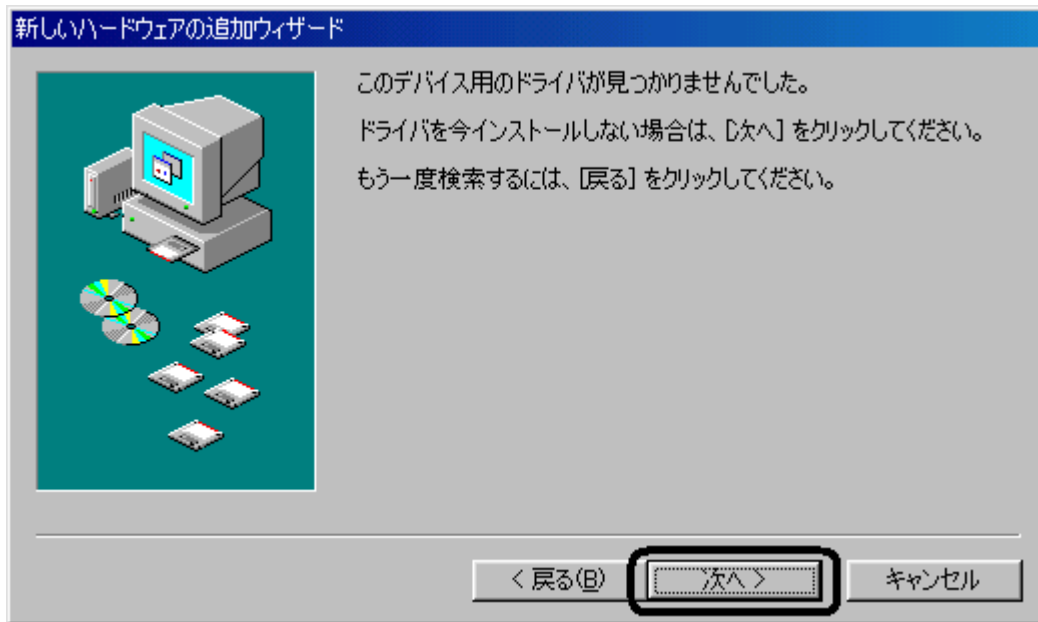 新しいハードウェアの追加ウィザード
このデバイス用のドライバが見つかりませんでした。
ドライバを今インストールしない場合は、[次へ] をクリックしてください。
もう一度検索するには、[戻る] をクリックしてください。
< 戻る(B)
次へ >
キャンセル